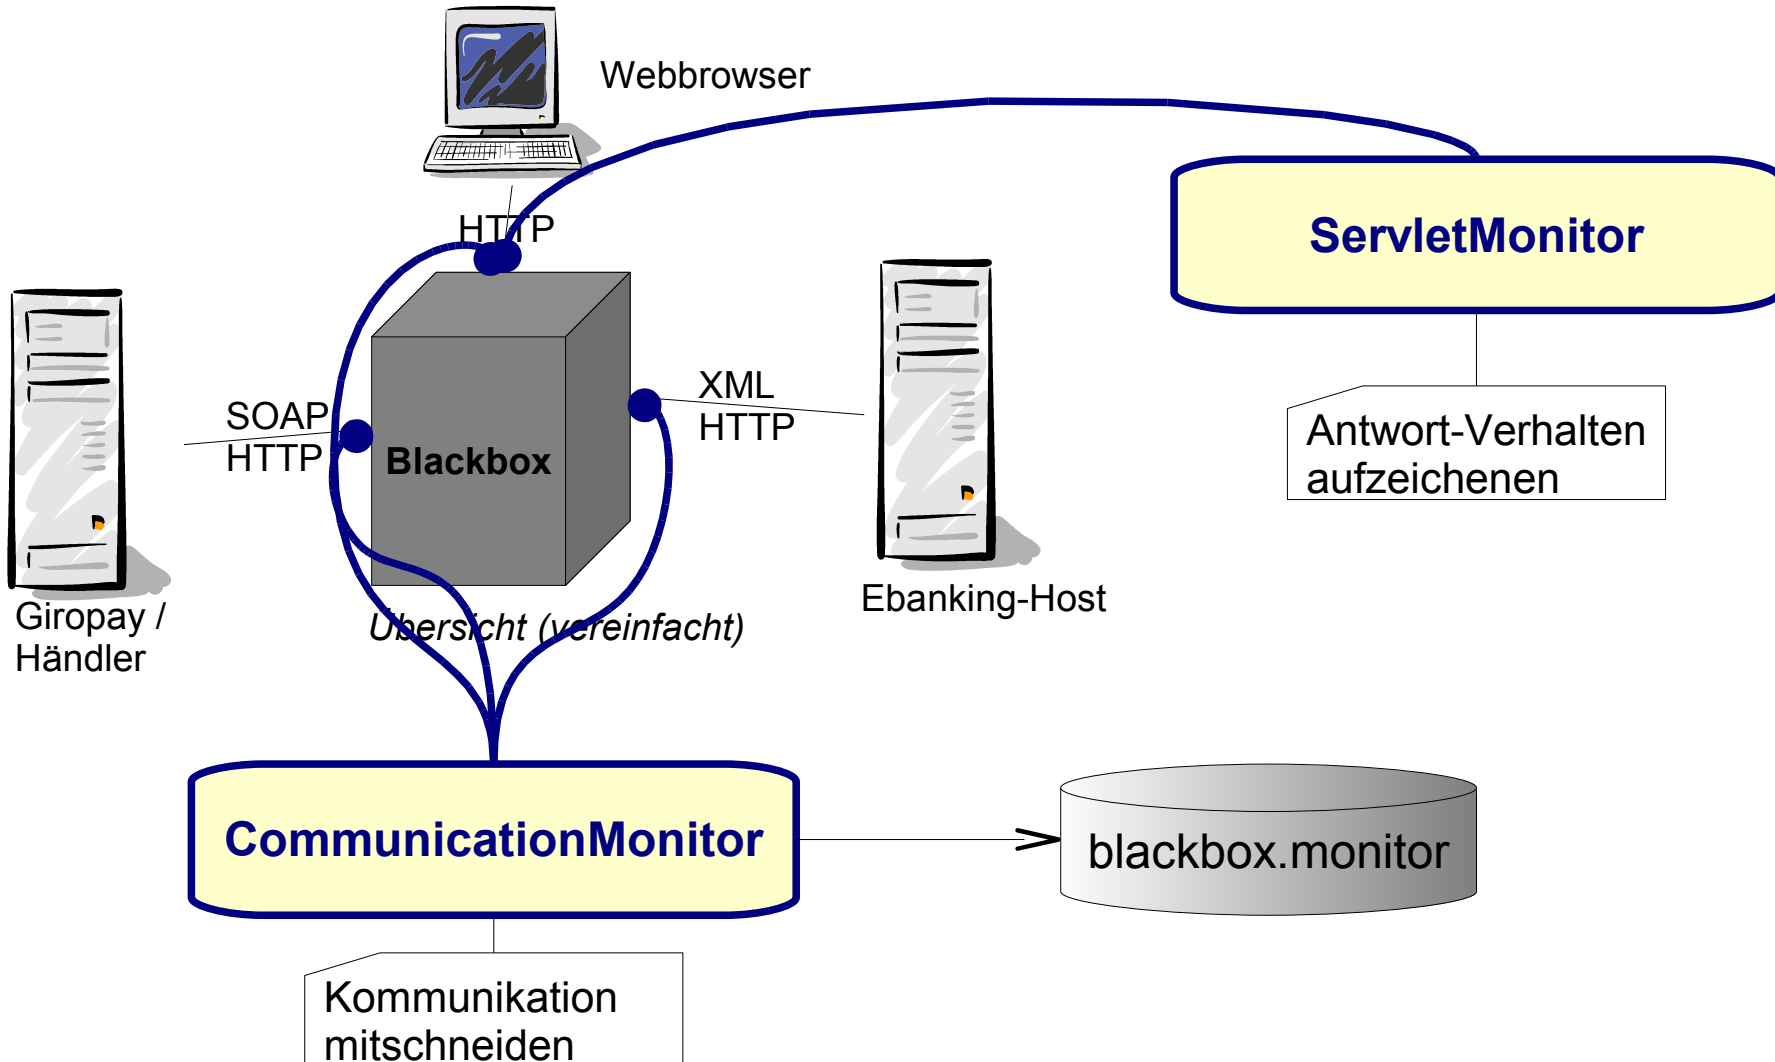 Webbrowser
HTTP
ServletMonitor
SOAP
HTTP
Blackbox
XML
HTTP
Antwort-Verhalten
aufzeichenen
Giropay /
Händler
Übersicht (vereinfacht)
Ebanking-Host
CommunicationMonitor
blackbox.monitor
Kommunikation
mitschneiden